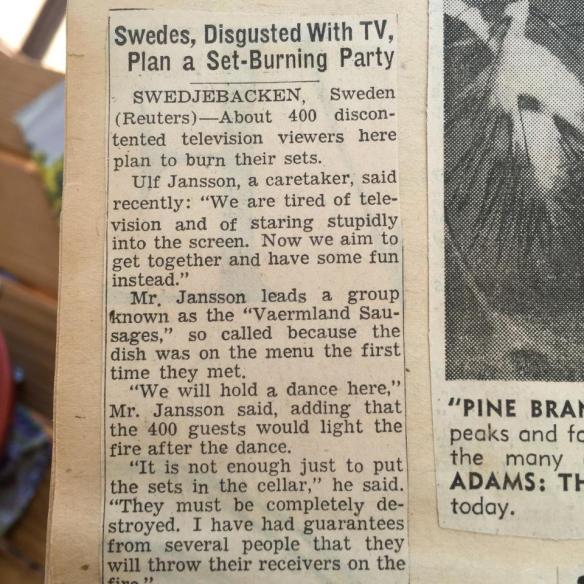 Swedes, Disgusted With TV,
Plan a Set-Burning Party
SWEDJEBACKEN, Sweden
(Reuters)—About 400 discon-
tented television viewers here
plan to burn their sets.
Ulf Jansson, a caretaker, said
recently: "We are tired of tele-
vision and of staring stupidly
into the screen. Now we aim to
get together and have some fun
instead."
Mr. Jansson leads a group
known as the "Vaermland Sau-
sages," so called because the
dish was on the menu the first
time they met.
"We will hold a dance here,"
Mr. Jansson said, adding that
the 400 guests would light the
fire after the dance.
"It is not enough just to put
the sets in the cellar," he said.
"They must be completely de-
stroyed. I have had guarantees
from several people that they
will throw their receivers on the
fire."
"PINE BRAN
peaks and fo
the many
ADAMS: TH
today.